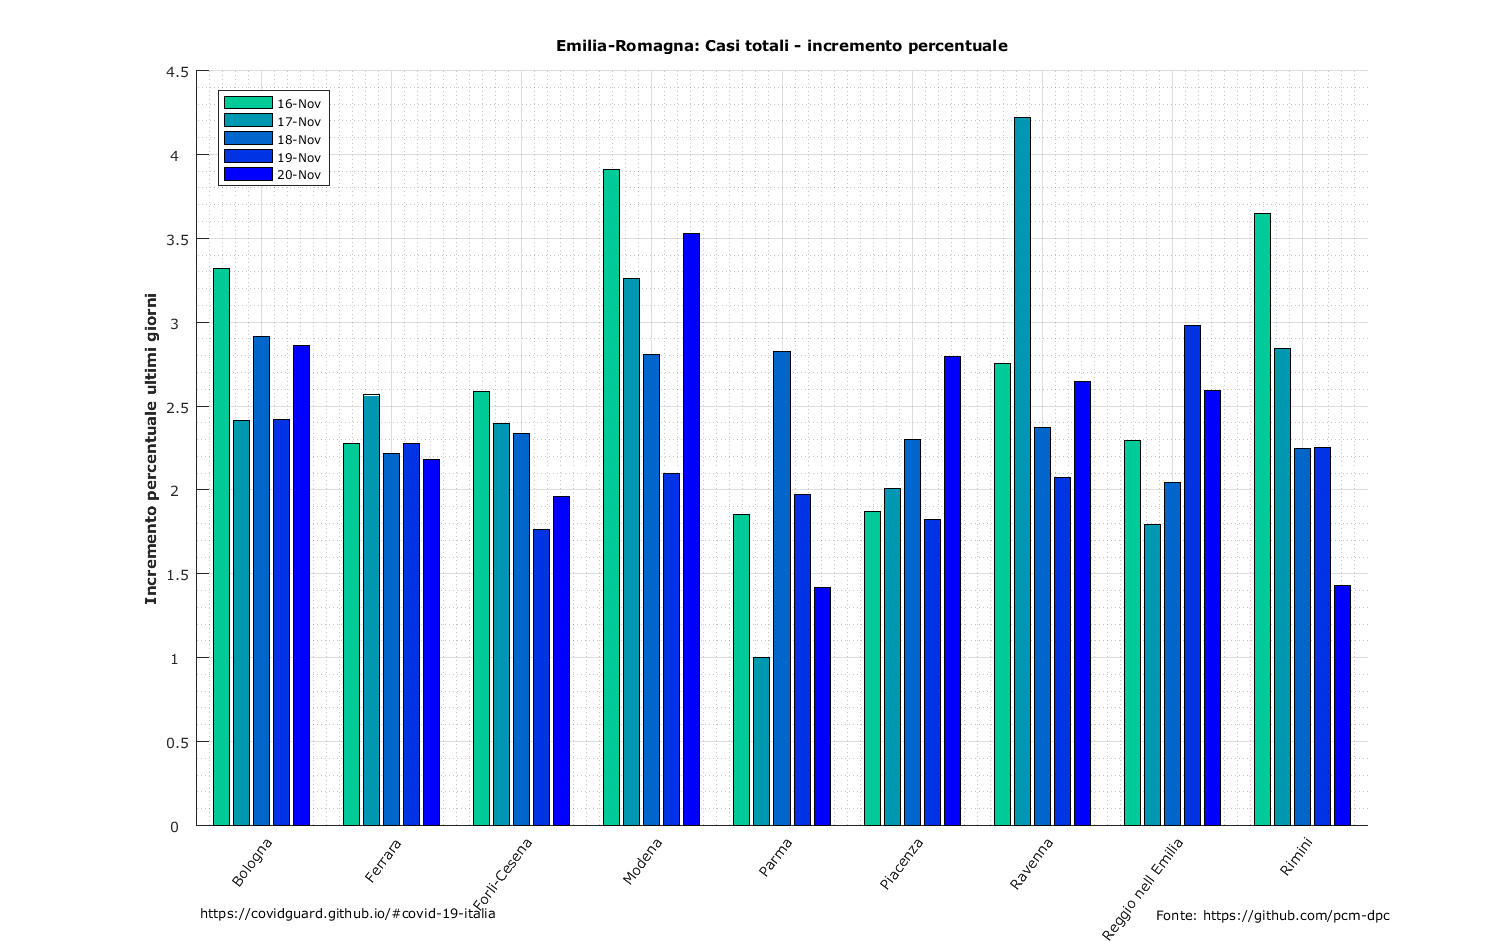 Emilia-Romagna: Casi totali - incremento percentuale
4.5
4
3.5
3
2.5
2
1.5
1
0.5
0
Incremento percentuale ultimi giorni
16-Nov
17-Nov
18-Nov
19-Nov
20-Nov
Bologna
Ferrara
Forlì-Cesena
Modena
Parma
Piacenza
Ravenna
Reggio nell Emilia
Rimini
https://covidguard.github.io/#covid-19-italia
Fonte: https://github.com/pcm-dpc